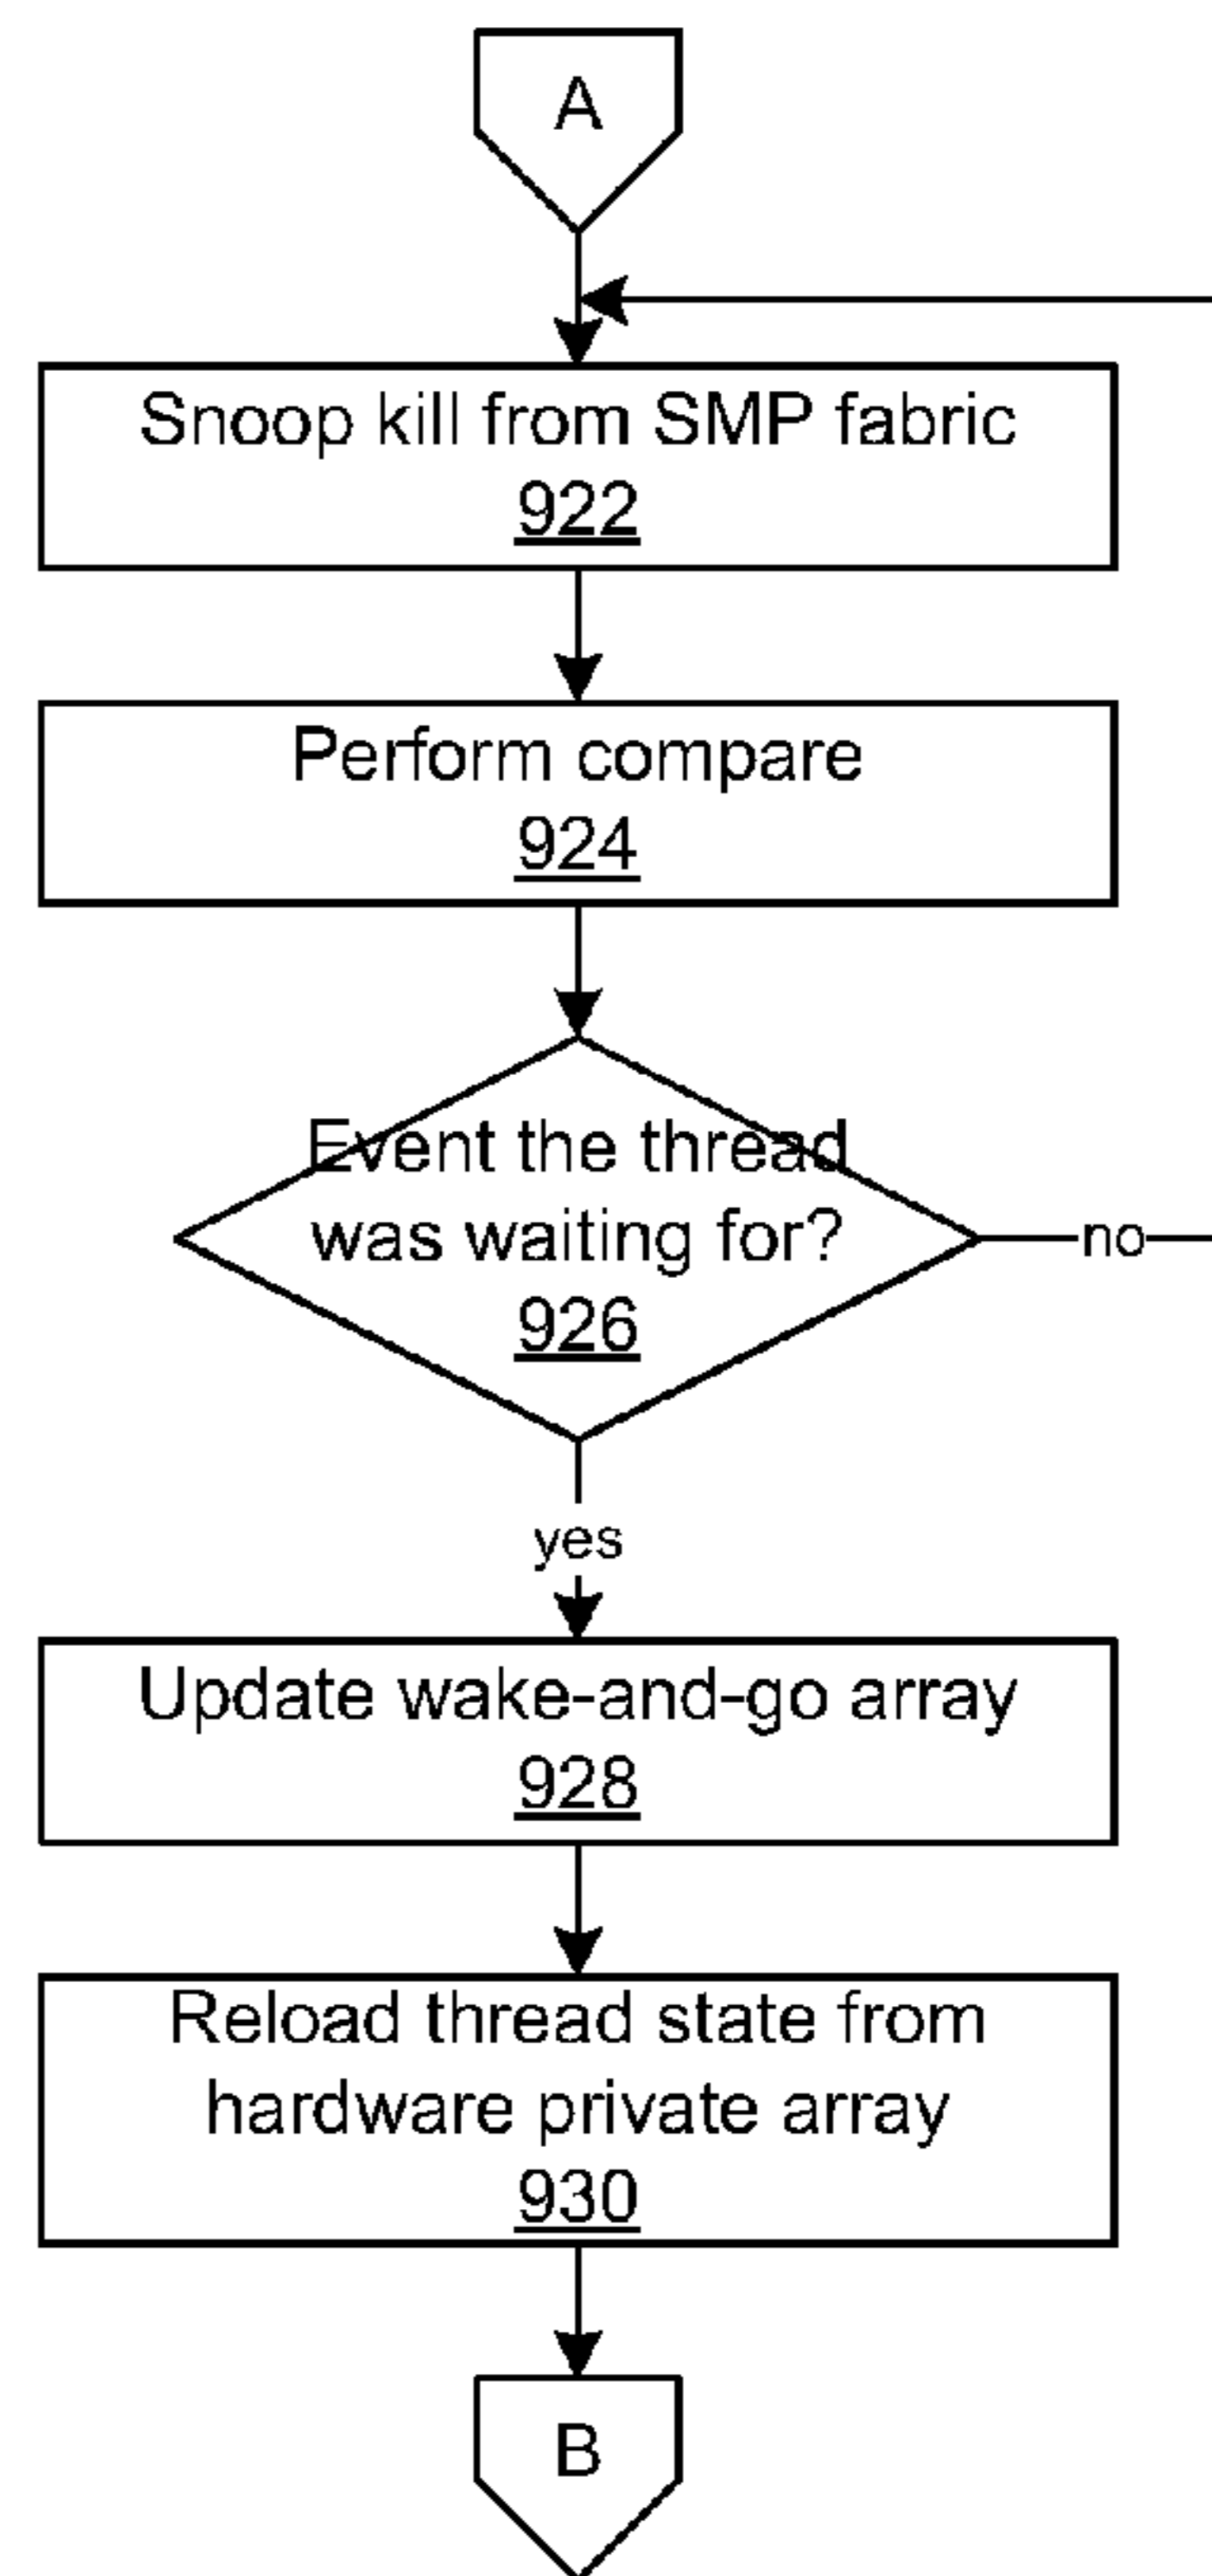 A
Snoop kill from SMP fabric
922
Perform compare
924
Event the thread
was waiting for?
926
no
yes
Update wake-and-go array
928
Reload thread state from
hardware private array
930
B